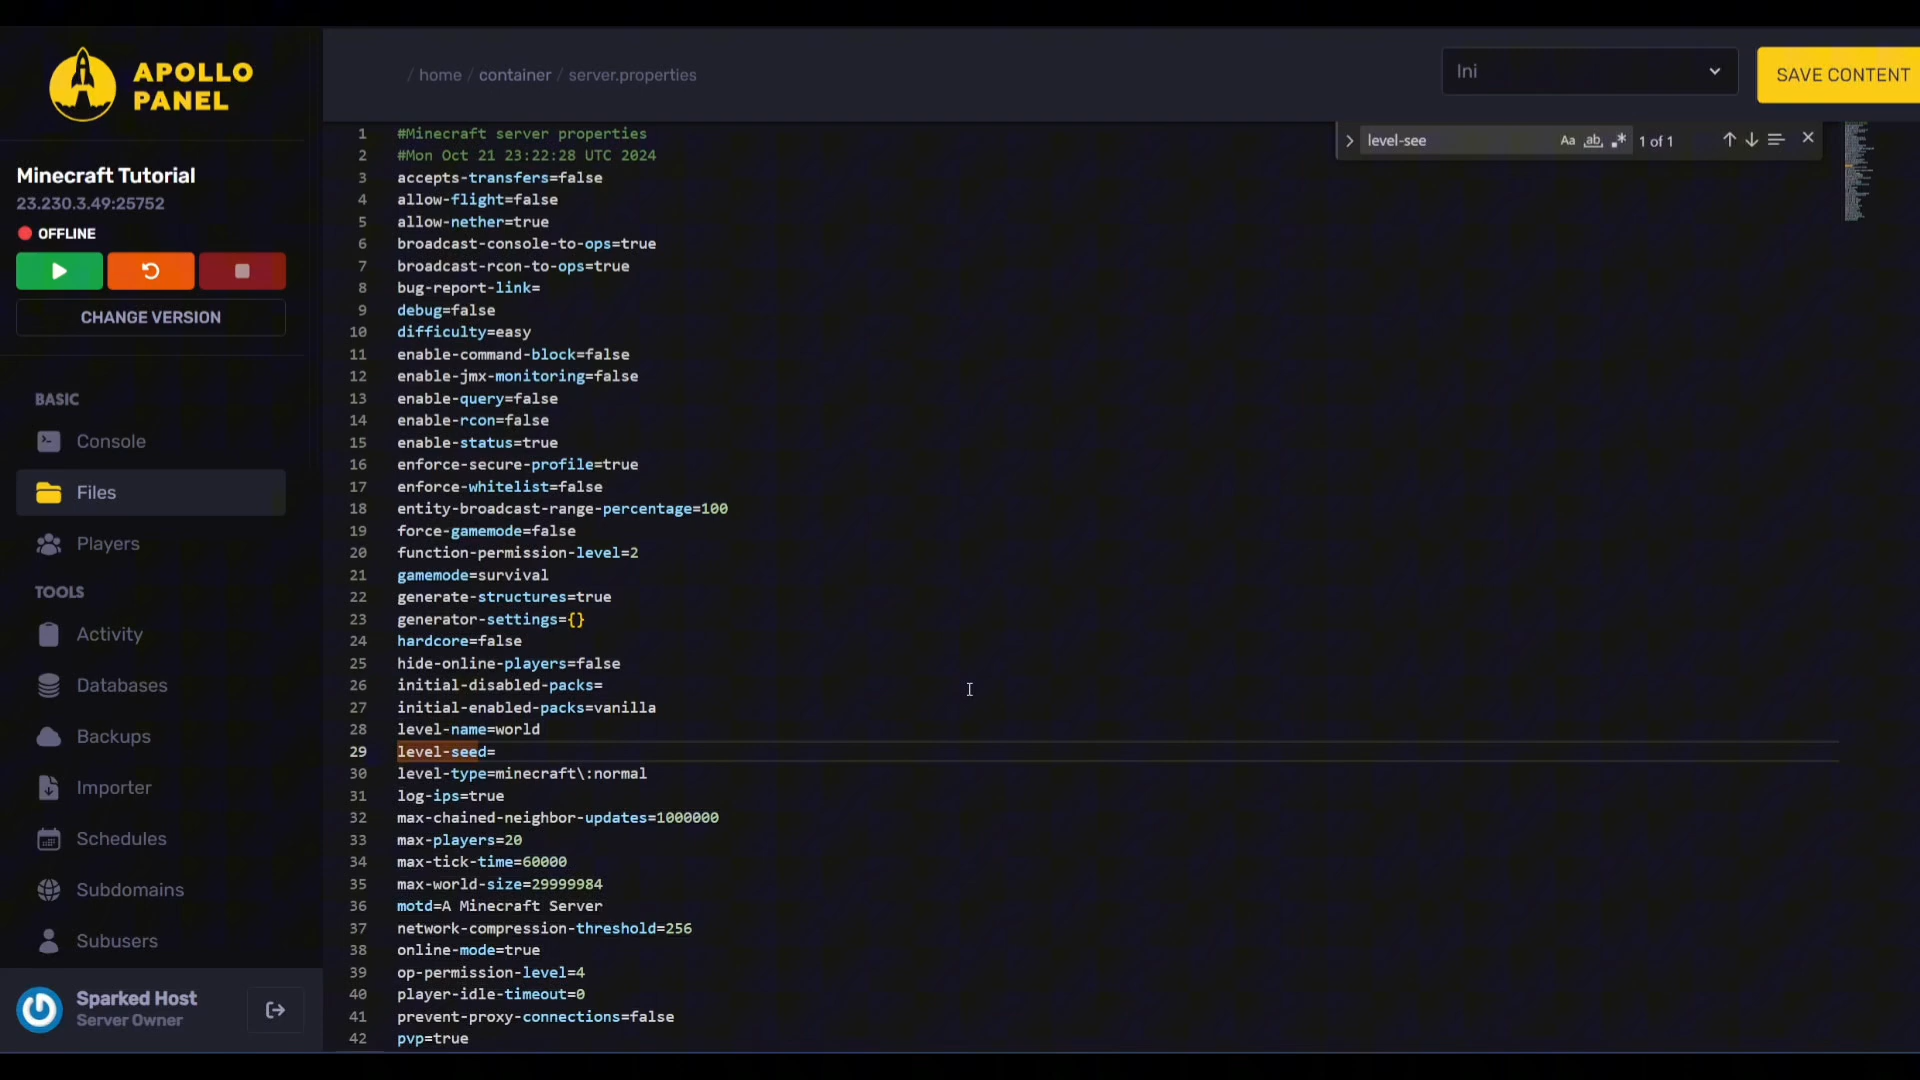 APOLLO
PANEL
Minecraft Tutorial
23.230.3.49:25752
OFFLINE
CHANGE VERSION
BASIC
Console
Files
Players
TOOLS
Activity
Databases
Backups
Importer
Schedules
Subdomains
Subusers
Sparked Host
Server Owner
/ home / container / server.properties
Ini
SAVE CONTENT
level-see
Aa ab .* 1 of 1
1 #Minecraft server properties
2 #Mon Oct 21 23:22:28 UTC 2024
3 accepts-transfers=false
4 allow-flight=false
5 allow-nether=true
6 broadcast-console-to-ops=true
7 broadcast-rcon-to-ops=true
8 bug-report-link=
9 debug=false
10 difficulty=easy
11 enable-command-block=false
12 enable-jmx-monitoring=false
13 enable-query=false
14 enable-rcon=false
15 enable-status=true
16 enforce-secure-profile=true
17 enforce-whitelist=false
18 entity-broadcast-range-percentage=100
19 force-gamemode=false
20 function-permission-level=2
21 gamemode=survival
22 generate-structures=true
23 generator-settings={}
24 hardcore=false
25 hide-online-players=false
26 initial-disabled-packs=
27 initial-enabled-packs=vanilla
28 level-name=world
29 level-seed=
30 level-type=minecraft\:normal
31 log-ips=true
32 max-chained-neighbor-updates=1000000
33 max-players=20
34 max-tick-time=60000
35 max-world-size=29999984
36 motd=A Minecraft Server
37 network-compression-threshold=256
38 online-mode=true
39 op-permission-level=4
40 player-idle-timeout=0
41 prevent-proxy-connections=false
42 pvp=true